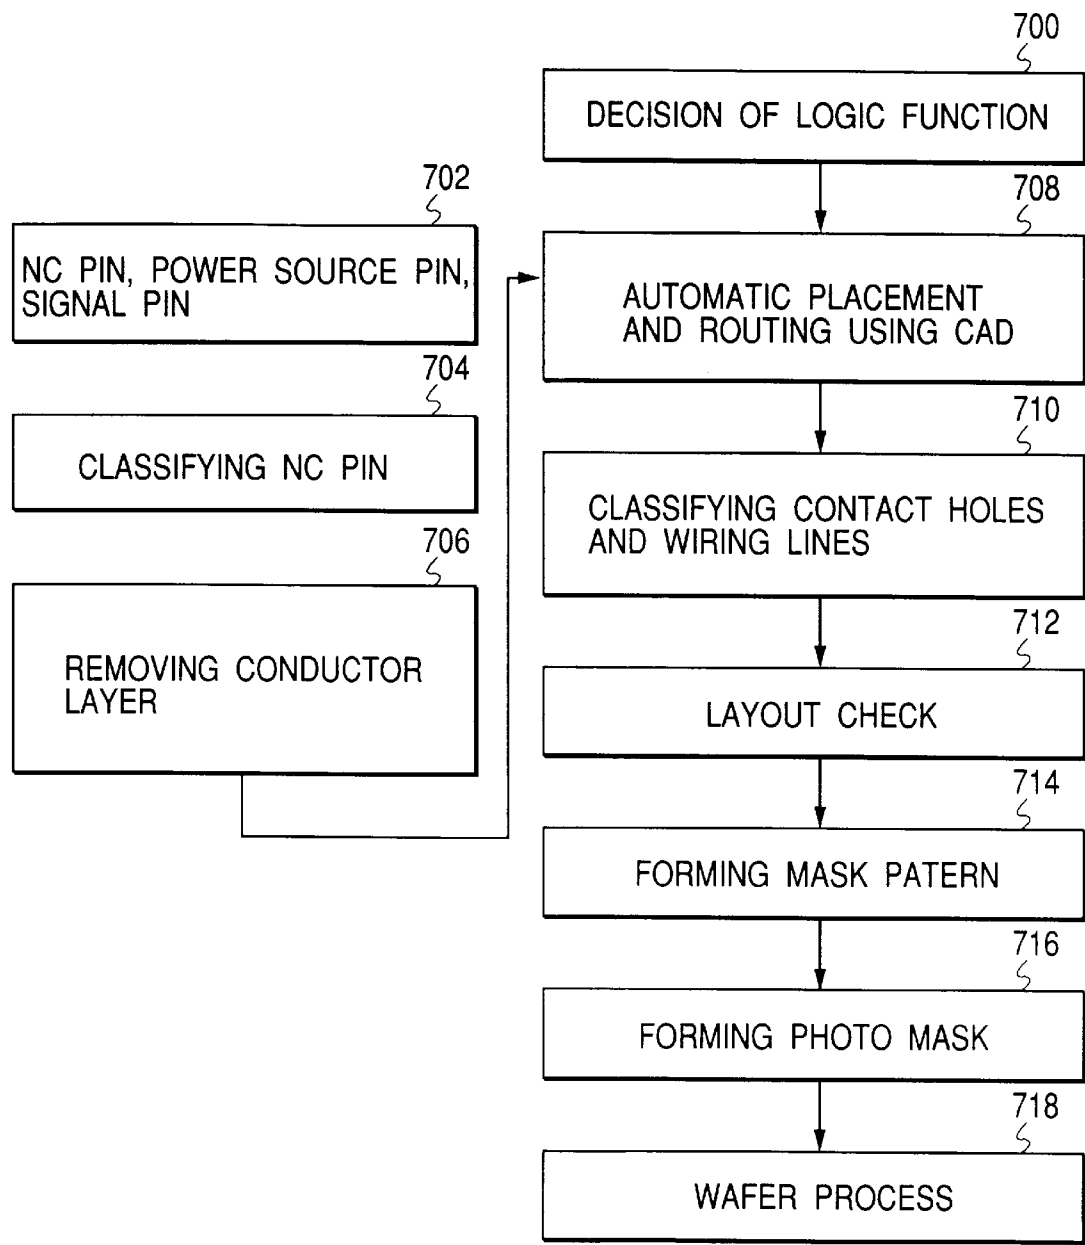 700
DECISION OF LOGIC FUNCTION
702
NC PIN, POWER SOURCE PIN,
SIGNAL PIN
704
CLASSIFYING NC PIN
706
REMOVING CONDUCTOR
LAYER
708
AUTOMATIC PLACEMENT
AND ROUTING USING CAD
710
CLASSIFYING CONTACT HOLES
AND WIRING LINES
712
LAYOUT CHECK
714
FORMING MASK PATERN
716
FORMING PHOTO MASK
718
WAFER PROCESS